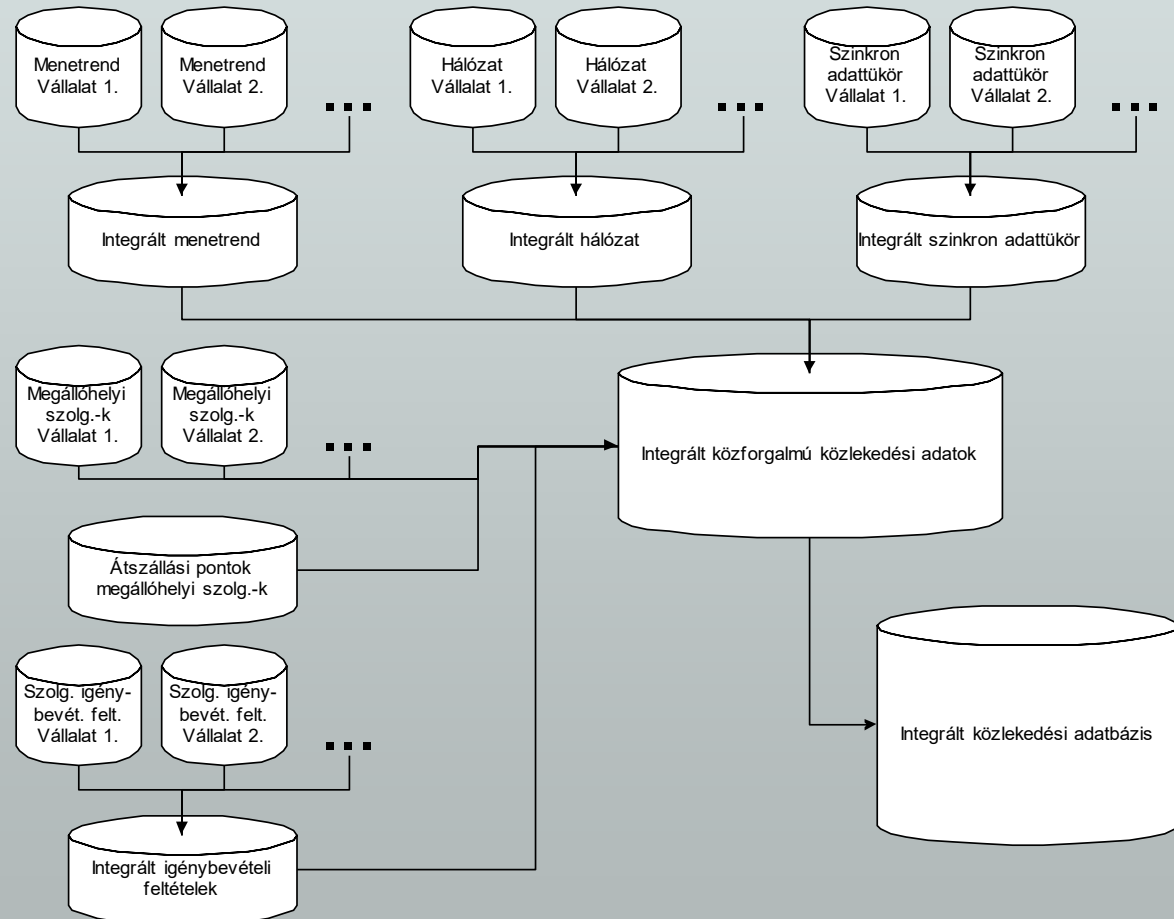 Menetrend
Vállalat 1.
Menetrend
Vállalat 2.
Hálózat
Vállalat 1.
Hálózat
Vállalat 2.
Szinkron
adattükör
Vállalat 1.
Szinkron
adattükör
Vállalat 2.
Integrált menetrend
Integrált hálózat
Integrált szinkron adattükör
Megállóhelyi
szolg.-k
Vállalat 1.
Megállóhelyi
szolg.-k
Vállalat 2.
Integrált közforgalmú közlekedési adatok
Átszállási pontok
megállóhelyi szolg.-k
Szolg. igény-
bevét. felt.
Vállalat 1.
Szolg. igény-
bevét. felt.
Vállalat 2.
Integrált közlekedési adatbázis
Integrált igénybevételi
feltételek